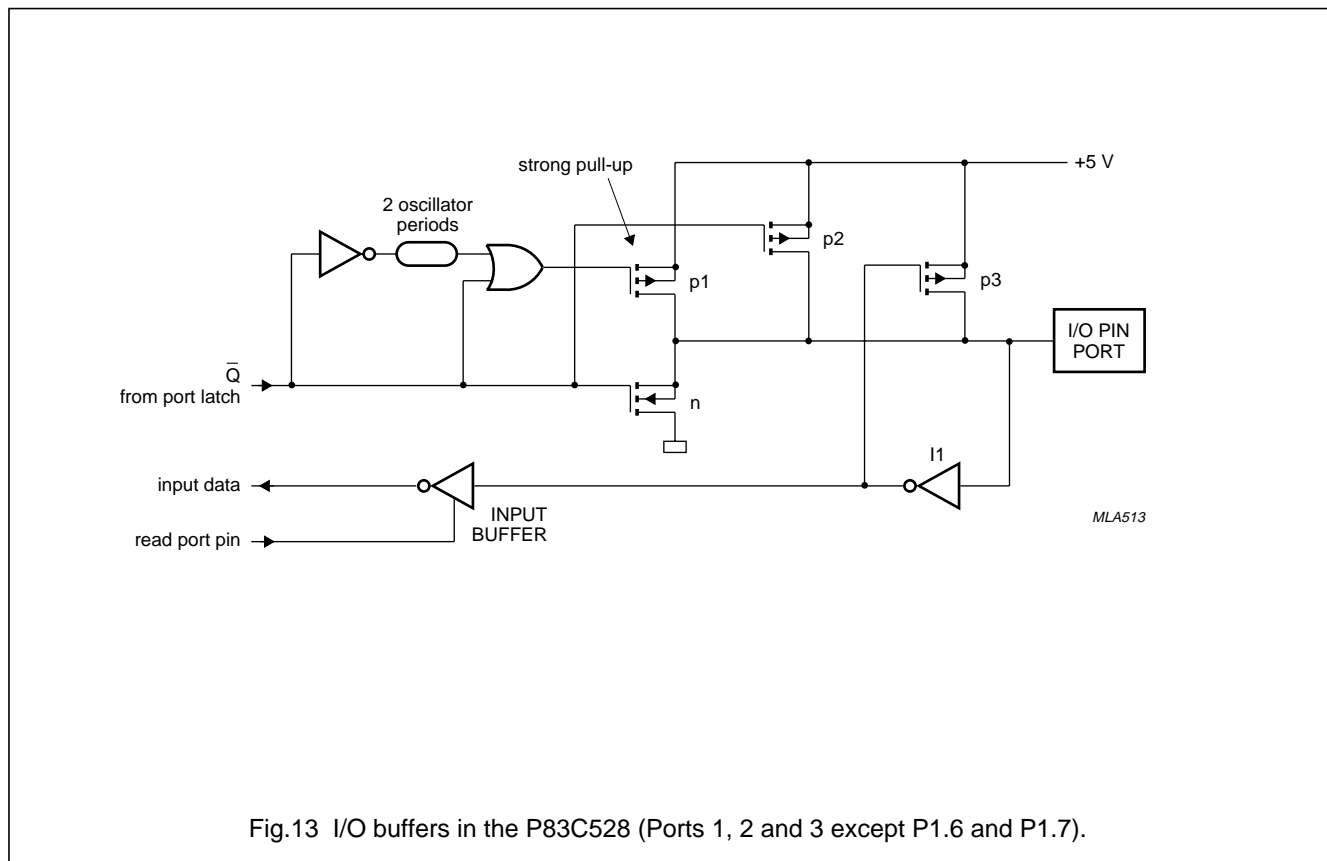 strong pull-up
+5 V
2 oscillator
periods
p2
p1
p3
I/O PIN
PORT
Q̅
from port latch
n
I1
input data
INPUT
BUFFER
MLA513
read port pin
Fig.13 I/O buffers in the P83C528 (Ports 1, 2 and 3 except P1.6 and P1.7).